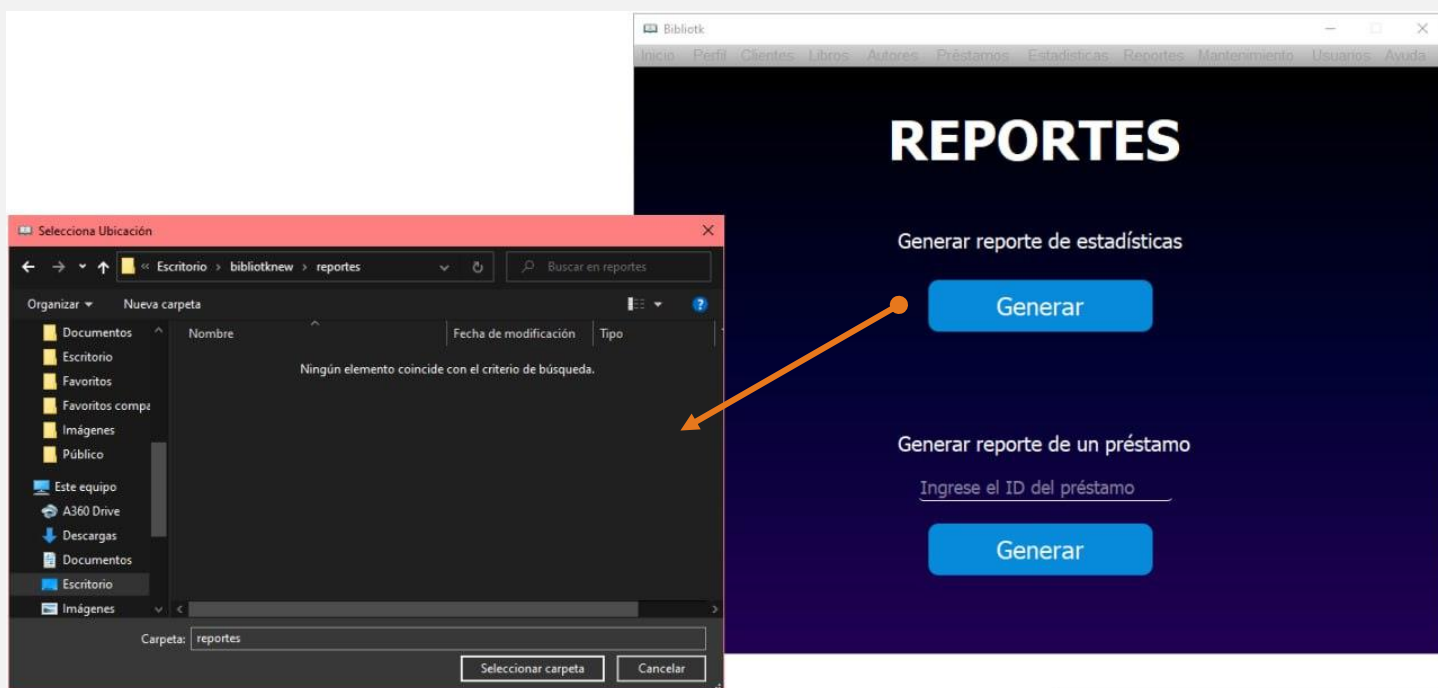 Bibliotk
Inicio Perfil Clientes Libros Autores Préstamos Estadísticas Reportes Mantenimiento Usuarios Ayuda
REPORTES
Generar reporte de estadísticas
Generar
Generar reporte de un préstamo
Ingrese el ID del préstamo
Generar
Selecciona Ubicación
« Escritorio > bibliotknew > reportes
Buscar en reportes
Organizar Nueva carpeta
Nombre Fecha de modificación Tipo
Ningún elemento coincide con el criterio de búsqueda.
Documentos
Escritorio
Favoritos
Favoritos compa
Imágenes
Público
Este equipo
A360 Drive
Descargas
Documentos
Escritorio
Imágenes
Carpeta: reportes
Seleccionar carpeta Cancelar